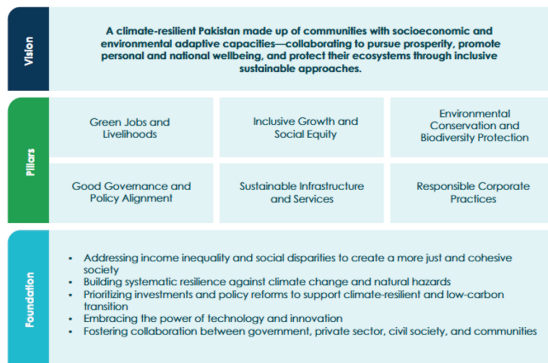 Vision
A climate-resilient Pakistan made up of communities with socioeconomic and
environmental adaptive capacities—collaborating to pursue prosperity, promote
personal and national wellbeing, and protect their ecosystems through inclusive
sustainable approaches.
Pillars
Green Jobs and
Livelihoods
Inclusive Growth and
Social Equity
Environmental
Conservation and
Biodiversity Protection
Good Governance and
Policy Alignment
Sustainable Infrastructure
and Services
Responsible Corporate
Practices
Foundation
• Addressing income inequality and social disparities to create a more just and cohesive
society
• Building systematic resilience against climate change and natural hazards
• Prioritizing investments and policy reforms to support climate-resilient and low-carbon
transition
• Embracing the power of technology and innovation
• Fostering collaboration between government, private sector, civil society, and communities